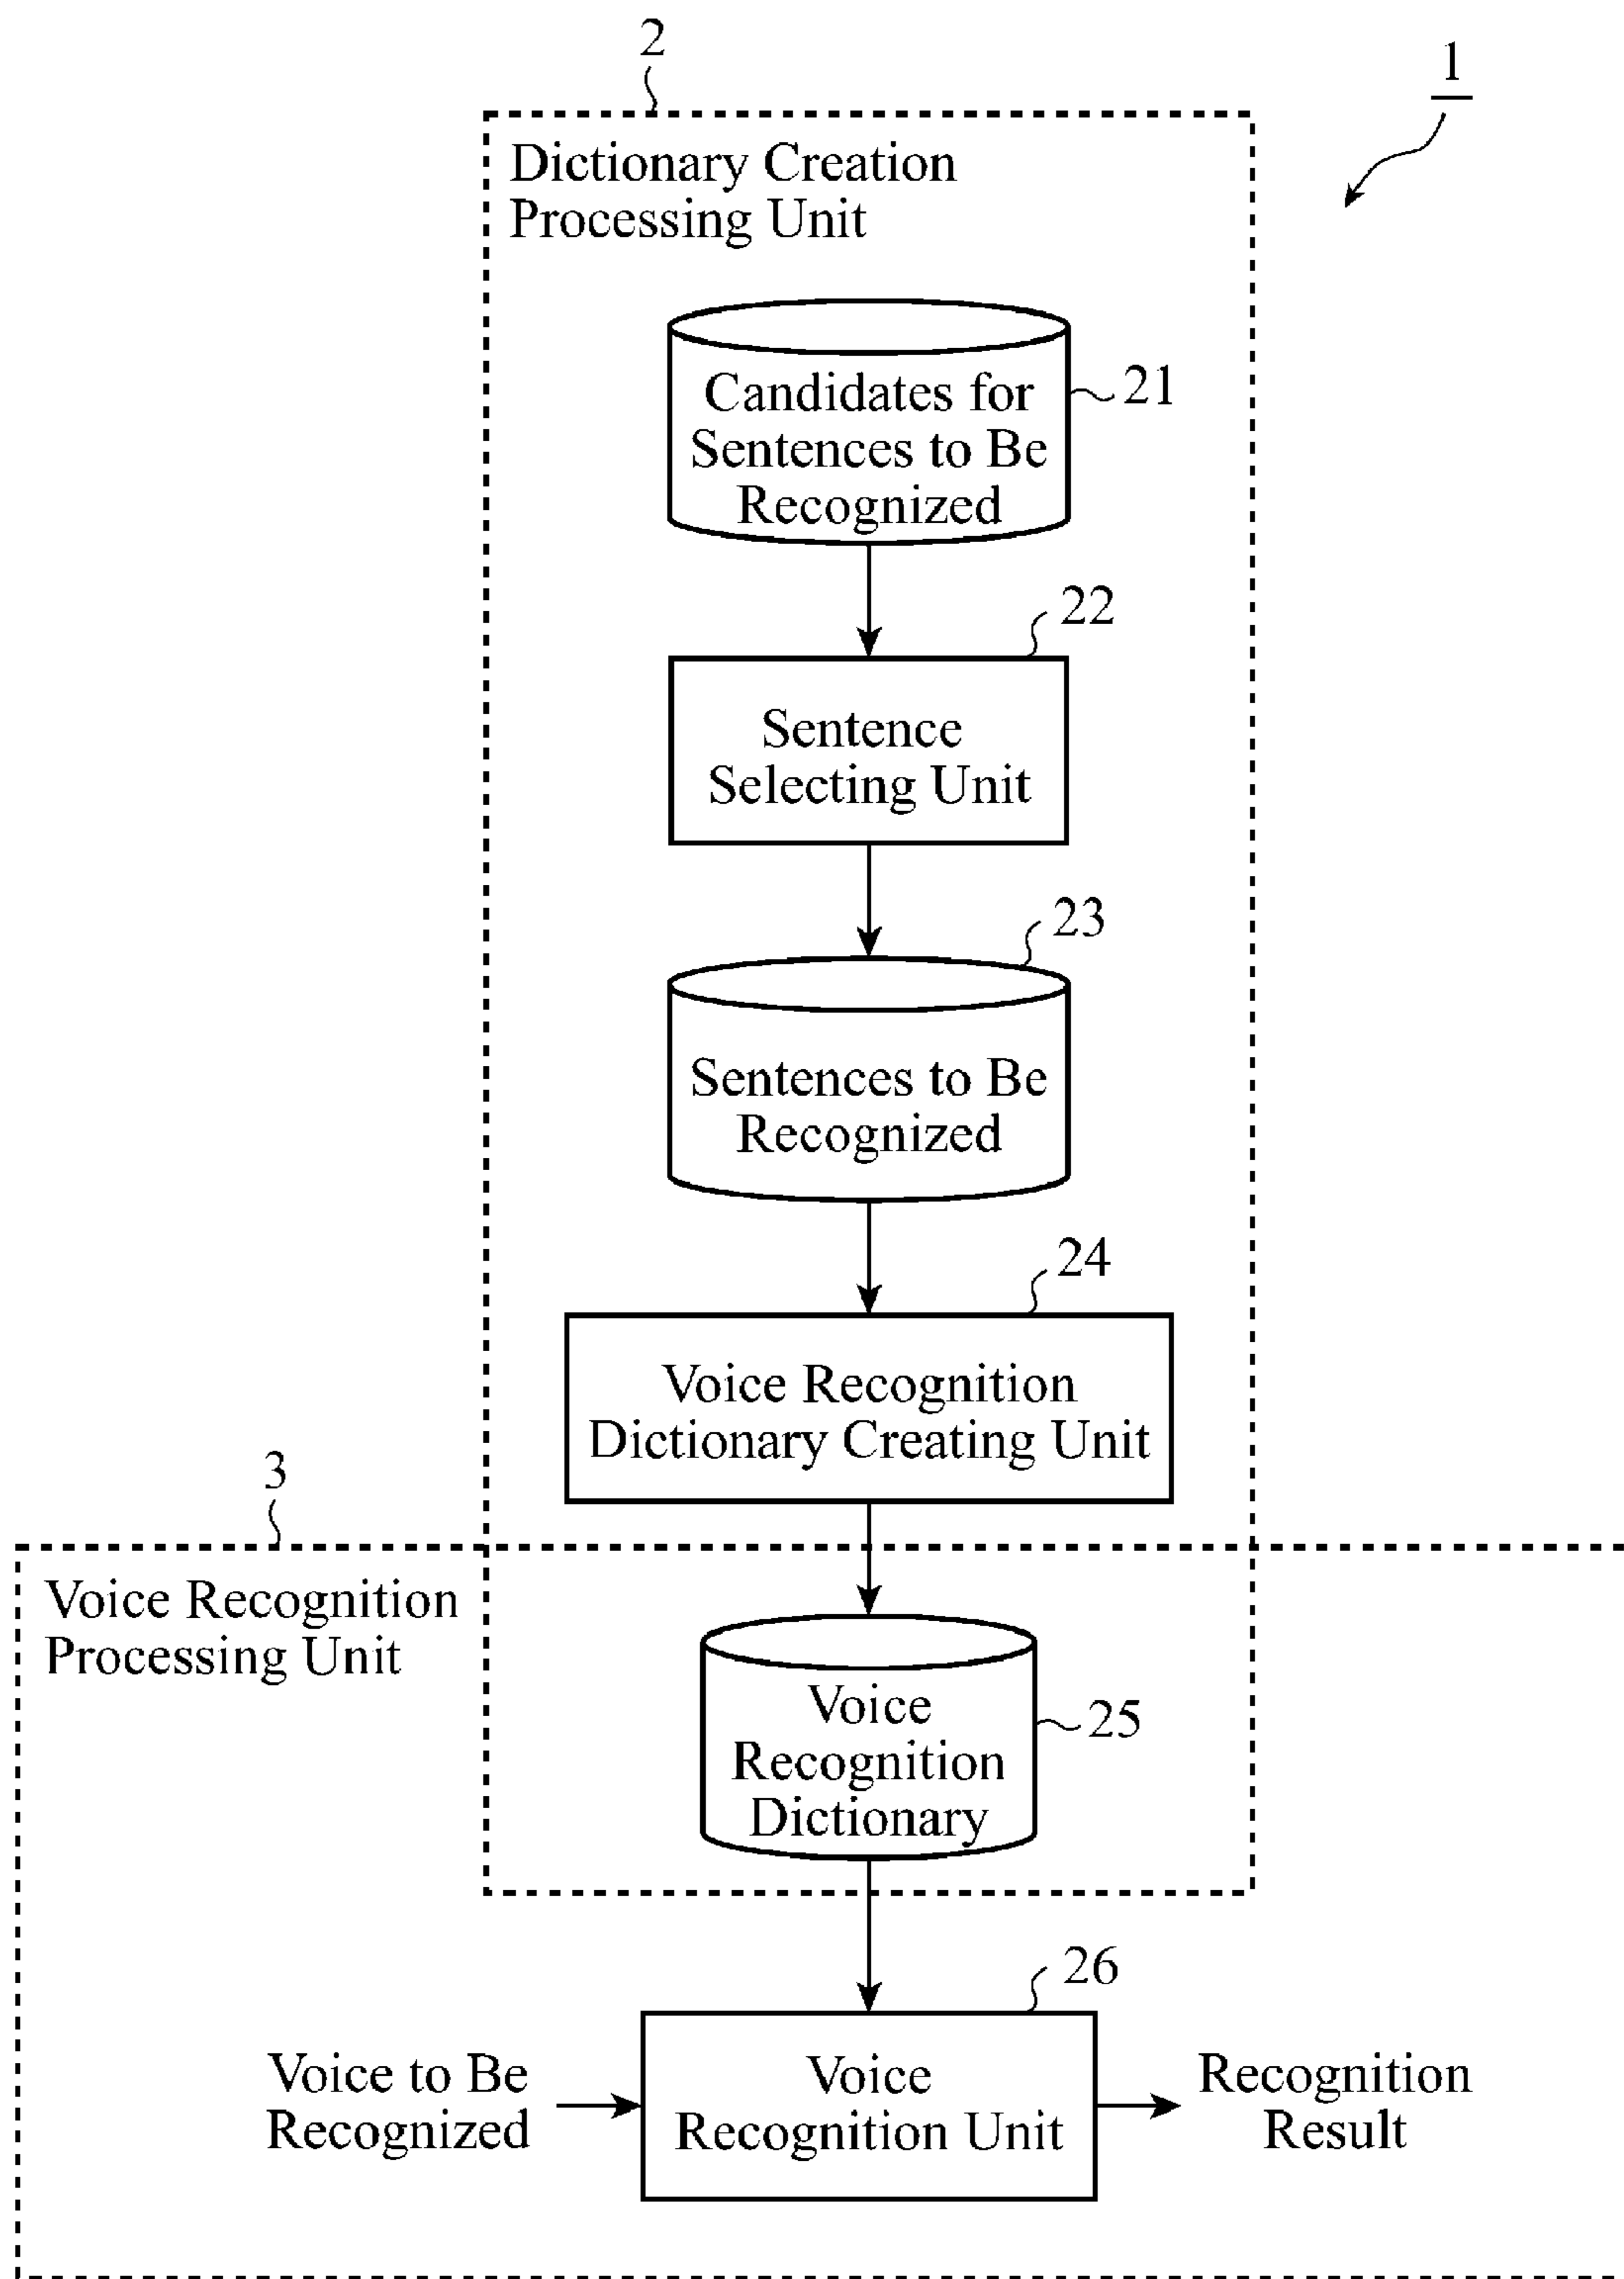 2
1
Dictionary Creation
Processing Unit
Candidates for
Sentences to Be
Recognized
21
22
Sentence
Selecting Unit
23
Sentences to Be
Recognized
24
Voice Recognition
Dictionary Creating Unit
3
Voice Recognition
Processing Unit
Voice
Recognition
Dictionary
25
26
Voice to Be
Recognized
Voice
Recognition Unit
Recognition
Result